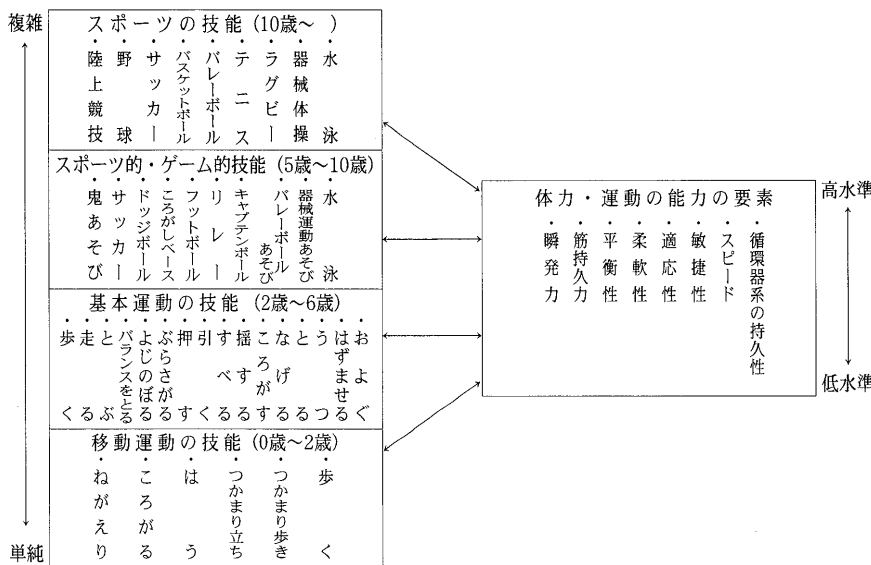 複雑
スポーツの技能(10歳〜　)
・陸上競技
・野球
・サッカー
・バスケットボール
・バレーボール
・テニス
・ラグビー
・器械体操
・水泳
スポーツ的・ゲーム的技能(5歳〜10歳)
・鬼あそび
・サッカー
・ドッジボール
・ころがしベース
・フットボール
・リレー
・キャプテンボール
・バレーボール
あそび
・器械運動あそび
・水泳
基本運動の技能(2歳〜6歳)
・歩く
・走る
・とぶ
・バランスをとる
・よじのぼる
・ぶらさがる
・押す
・引く
・すべる
・揺する
・ころがす
・なげる
・とる
・うつ
・はずませる
・およぐ
移動運動の技能(0歳〜2歳)
・ねがえり
・ころがる
・はう
・つかまり立ち
・つかまり歩き
・歩く
単純
体力・運動の能力の要素
・瞬発力
・筋持久力
・平衡性
・柔軟性
・適応性
・敏捷性
・スピード
・循環器系の持久性
高水準
低水準